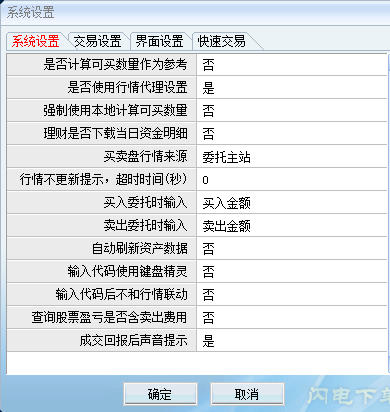 系统设置
系统设置 交易设置 界面设置 快速交易
是否计算可买数量作为参考 否
是否使用行情代理设置 是
强制使用本地计算可买数量 否
理财是否下载当日资金明细 否
买卖盘行情来源 委托主站
行情不更新提示，超时时间(秒) 0
买入委托时输入 买入金额
卖出委托时输入 卖出金额
自动刷新资产数据 否
输入代码使用键盘精灵 否
输入代码后不和行情联动 否
查询股票盈亏是否含卖出费用 否
成交回报后声音提示 是
确定 取消
闪电下单